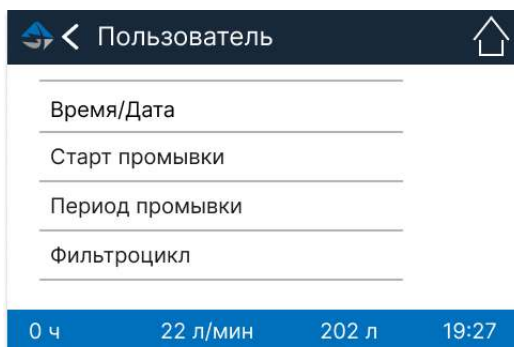 Пользователь
Время/Дата
Старт промывки
Период промывки
Фильтроцикл
0 ч 22 л/мин 202 л 19:27